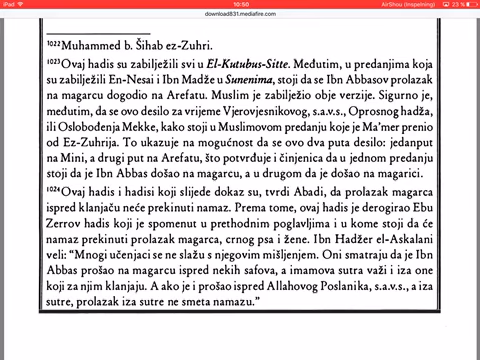 iPad
10:50
AirShou (Inspelning)
23 %
download831.mediafire.com
1022Muhammed b. Šihab ez-Zuhri.
1023Ovaj hadis su zabilježili svi u El-Kutubus-Sitte. Međutim, u predanjima koja
su zabilježili En-Nesai i Ibn Madže u Sunenima, stoji da se Ibn Abbasov prolazak
na magarcu dogodio na Arefatu. Muslim je zabilježio obje verzije. Sigurno je,
međutim, da se ovo desilo za vrijeme Vjerovjesnikovog, s.a.v.s., Oprosnog hadža,
ili Oslobođenja Mekke, kako stoji u Muslimovom predanju koje je Ma'mer prenio
od Ez-Zuhrija. To ukazuje na mogućnost da se ovo dva puta desilo: jedanput
na Mini, a drugi put na Arefatu, što potvrđuje i činjenica da u jednom predanju
stoji da je Ibn Abbas došao na magarcu, a u drugom da je došao na magarici.
1024Ovaj hadis i hadisi koji slijede dokaz su, tvrdi Abadi, da prolazak magarca
ispred klanjaču neće prekinuti namaz. Prema tome, ovaj hadis je derogirao Ebu
Zerrov hadis koji je spomenut u prethodnim poglavljima i u kome stoji da će
namaz prekinuti prolazak magarca, crnog psa i žene. Ibn Hadžer el-Askalani
veli: “Mnogi učenjaci se ne slažu s njegovim mišljenjem. Oni smatraju da je Ibn
Abbas prošao na magarcu ispred nekih safova, a imamova sutra važi i iza one
koji za njim klanjaju. A ako je i prošao ispred Allahovog Poslanika, s.a.v.s., a iza
sutre, prolazak iza sutre ne smeta namazu.”